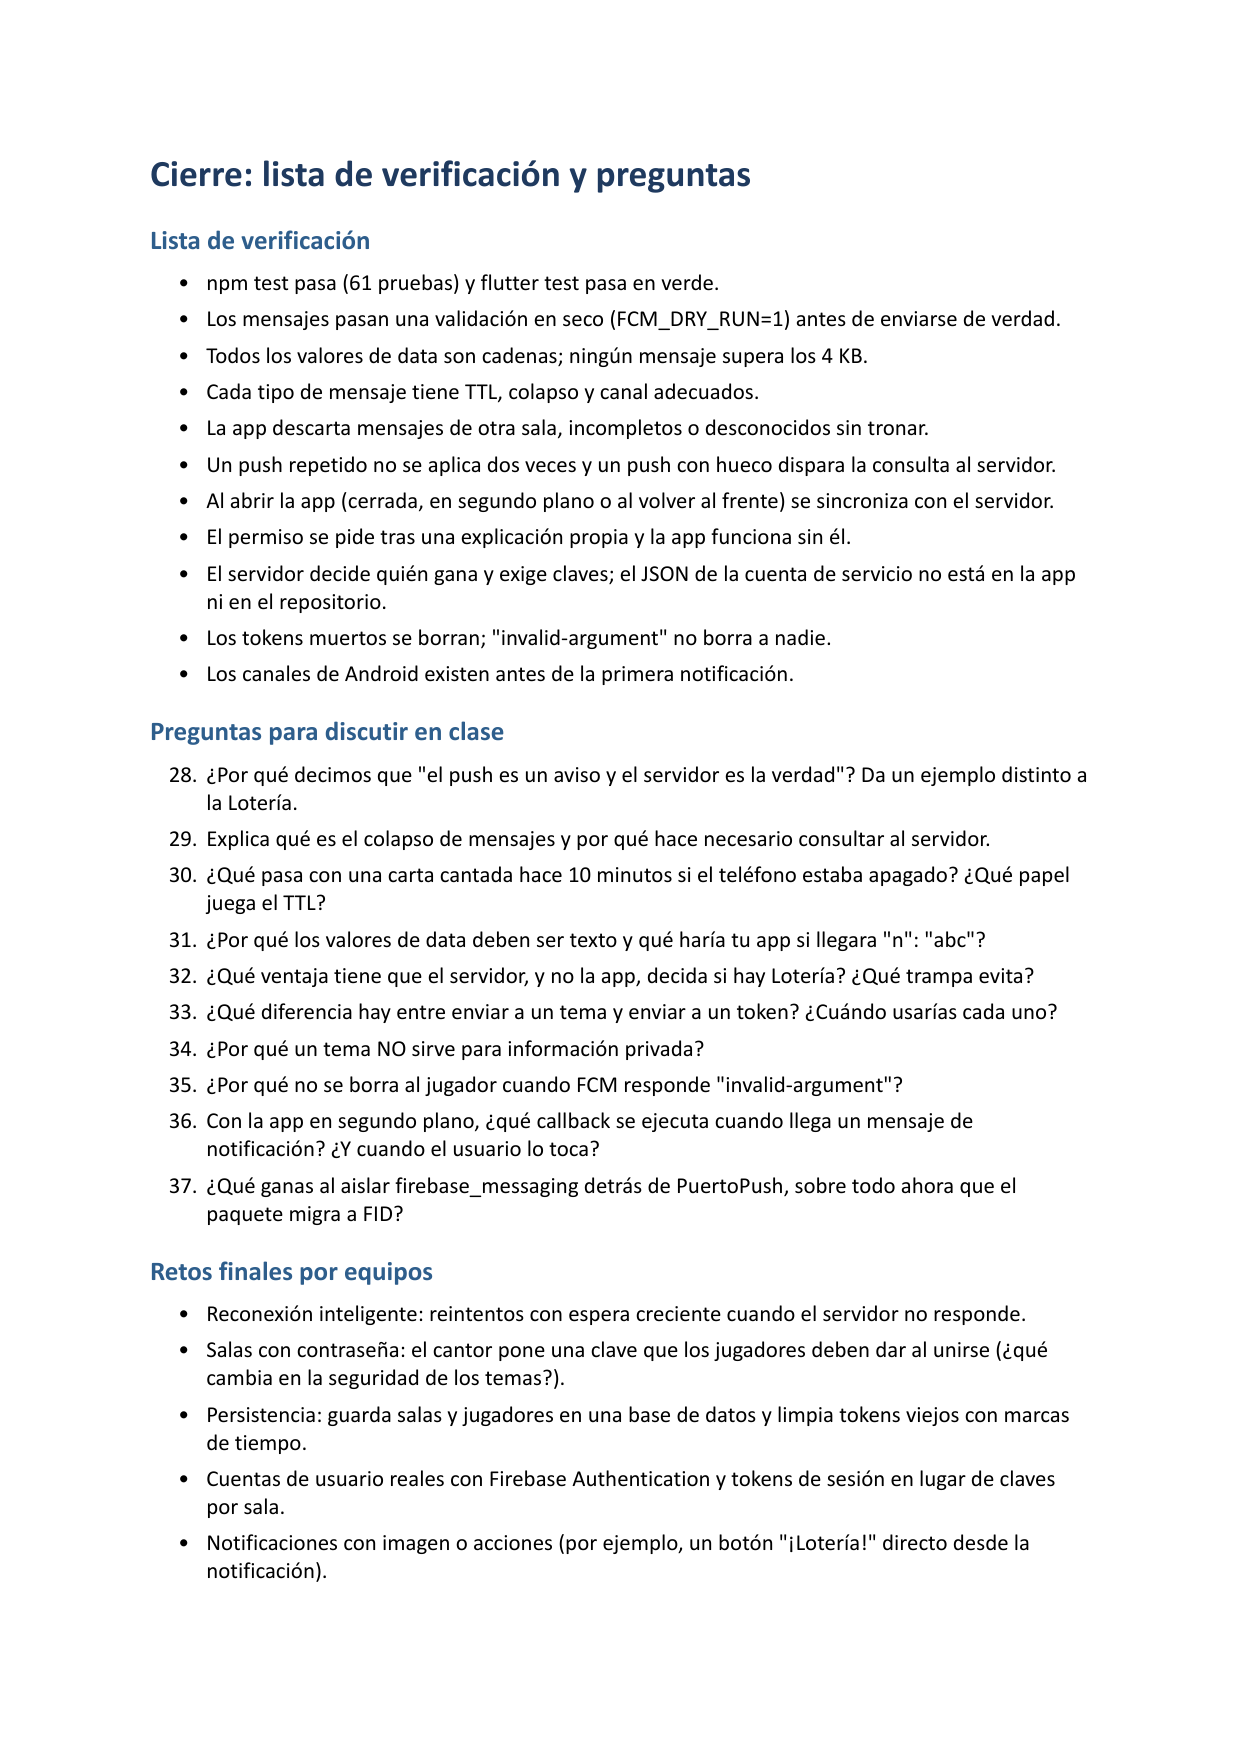 Cierre: lista de verificación y preguntas
Lista de verificación
• npm test pasa (61 pruebas) y flutter test pasa en verde.
• Los mensajes pasan una validación en seco (FCM_DRY_RUN=1) antes de enviarse de verdad.
• Todos los valores de data son cadenas; ningún mensaje supera los 4 KB.
• Cada tipo de mensaje tiene TTL, colapso y canal adecuados.
• La app descarta mensajes de otra sala, incompletos o desconocidos sin tronar.
• Un push repetido no se aplica dos veces y un push con hueco dispara la consulta al servidor.
• Al abrir la app (cerrada, en segundo plano o al volver al frente) se sincroniza con el servidor.
• El permiso se pide tras una explicación propia y la app funciona sin él.
• El servidor decide quién gana y exige claves; el JSON de la cuenta de servicio no está en la app
ni en el repositorio.
• Los tokens muertos se borran; "invalid-argument" no borra a nadie.
• Los canales de Android existen antes de la primera notificación.
Preguntas para discutir en clase
28. ¿Por qué decimos que "el push es un aviso y el servidor es la verdad"? Da un ejemplo distinto a
la Lotería.
29. Explica qué es el colapso de mensajes y por qué hace necesario consultar al servidor.
30. ¿Qué pasa con una carta cantada hace 10 minutos si el teléfono estaba apagado? ¿Qué papel
juega el TTL?
31. ¿Por qué los valores de data deben ser texto y qué haría tu app si llegara "n": "abc"?
32. ¿Qué ventaja tiene que el servidor, y no la app, decida si hay Lotería? ¿Qué trampa evita?
33. ¿Qué diferencia hay entre enviar a un tema y enviar a un token? ¿Cuándo usarías cada uno?
34. ¿Por qué un tema NO sirve para información privada?
35. ¿Por qué no se borra al jugador cuando FCM responde "invalid-argument"?
36. Con la app en segundo plano, ¿qué callback se ejecuta cuando llega un mensaje de
notificación? ¿Y cuando el usuario lo toca?
37. ¿Qué ganas al aislar firebase_messaging detrás de PuertoPush, sobre todo ahora que el
paquete migra a FID?
Retos finales por equipos
• Reconexión inteligente: reintentos con espera creciente cuando el servidor no responde.
• Salas con contraseña: el cantor pone una clave que los jugadores deben dar al unirse (¿qué
cambia en la seguridad de los temas?).
• Persistencia: guarda salas y jugadores en una base de datos y limpia tokens viejos con marcas
de tiempo.
• Cuentas de usuario reales con Firebase Authentication y tokens de sesión en lugar de claves
por sala.
• Notificaciones con imagen o acciones (por ejemplo, un botón "¡Lotería!" directo desde la
notificación).